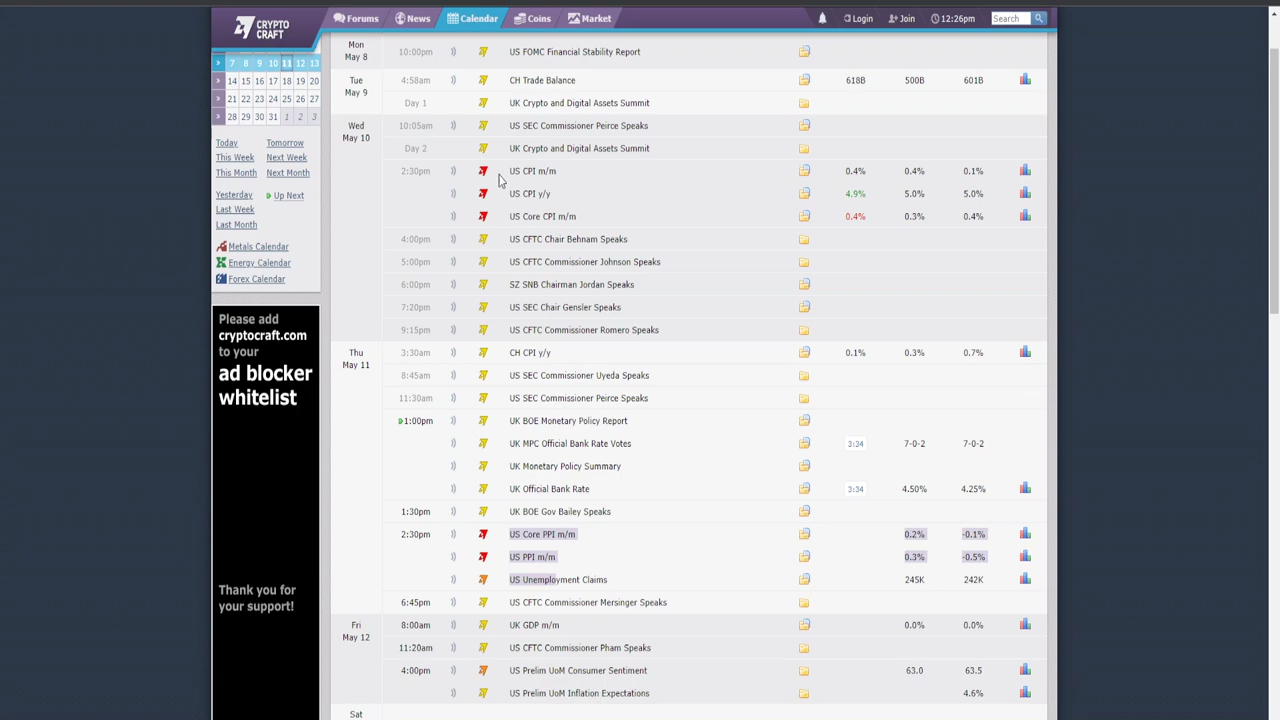 CRYPTO CRAFT
Forums News Calendar Coins Market Login Join 12:26pm Search
> 7 8 9 10 11 12 13
> 14 15 16 17 18 19 20
> 21 22 23 24 25 26 27
> 28 29 30 31 1 2 3
Today Tomorrow
This Week Next Week
This Month Next Month
Yesterday Up Next
Last Week
Last Month
Metals Calendar
Energy Calendar
Forex Calendar
Please add
cryptocraft.com
to your
ad blocker
whitelist
Thank you for
your support!
Mon May 8 10:00pm US FOMC Financial Stability Report
Tue May 9 4:58am CH Trade Balance 618B 500B 601B
Day 1 UK Crypto and Digital Assets Summit
Wed May 10 10:05am US SEC Commissioner Peirce Speaks
Day 2 UK Crypto and Digital Assets Summit
2:30pm US CPI m/m 0.4% 0.4% 0.1%
US CPI y/y 4.9% 5.0% 5.0%
US Core CPI m/m 0.4% 0.3% 0.4%
4:00pm US CFTC Chair Behnam Speaks
5:00pm US CFTC Commissioner Johnson Speaks
6:00pm SZ SNB Chairman Jordan Speaks
7:20pm US SEC Chair Gensler Speaks
9:15pm US CFTC Commissioner Romero Speaks
Thu May 11 3:30am CH CPI y/y 0.1% 0.3% 0.7%
8:45am US SEC Commissioner Uyeda Speaks
11:30am US SEC Commissioner Peirce Speaks
1:00pm UK BOE Monetary Policy Report
UK MPC Official Bank Rate Votes 3:34 7-0-2 7-0-2
UK Monetary Policy Summary
UK Official Bank Rate 3:34 4.50% 4.25%
1:30pm UK BOE Gov Bailey Speaks
2:30pm US Core PPI m/m 0.2% -0.1%
US PPI m/m 0.3% -0.5%
US Unemployment Claims 245K 242K
6:45pm US CFTC Commissioner Mersinger Speaks
Fri May 12 8:00am UK GDP m/m 0.0% 0.0%
11:20am US CFTC Commissioner Pham Speaks
4:00pm US Prelim UoM Consumer Sentiment 63.0 63.5
US Prelim UoM Inflation Expectations 4.6%
Sat